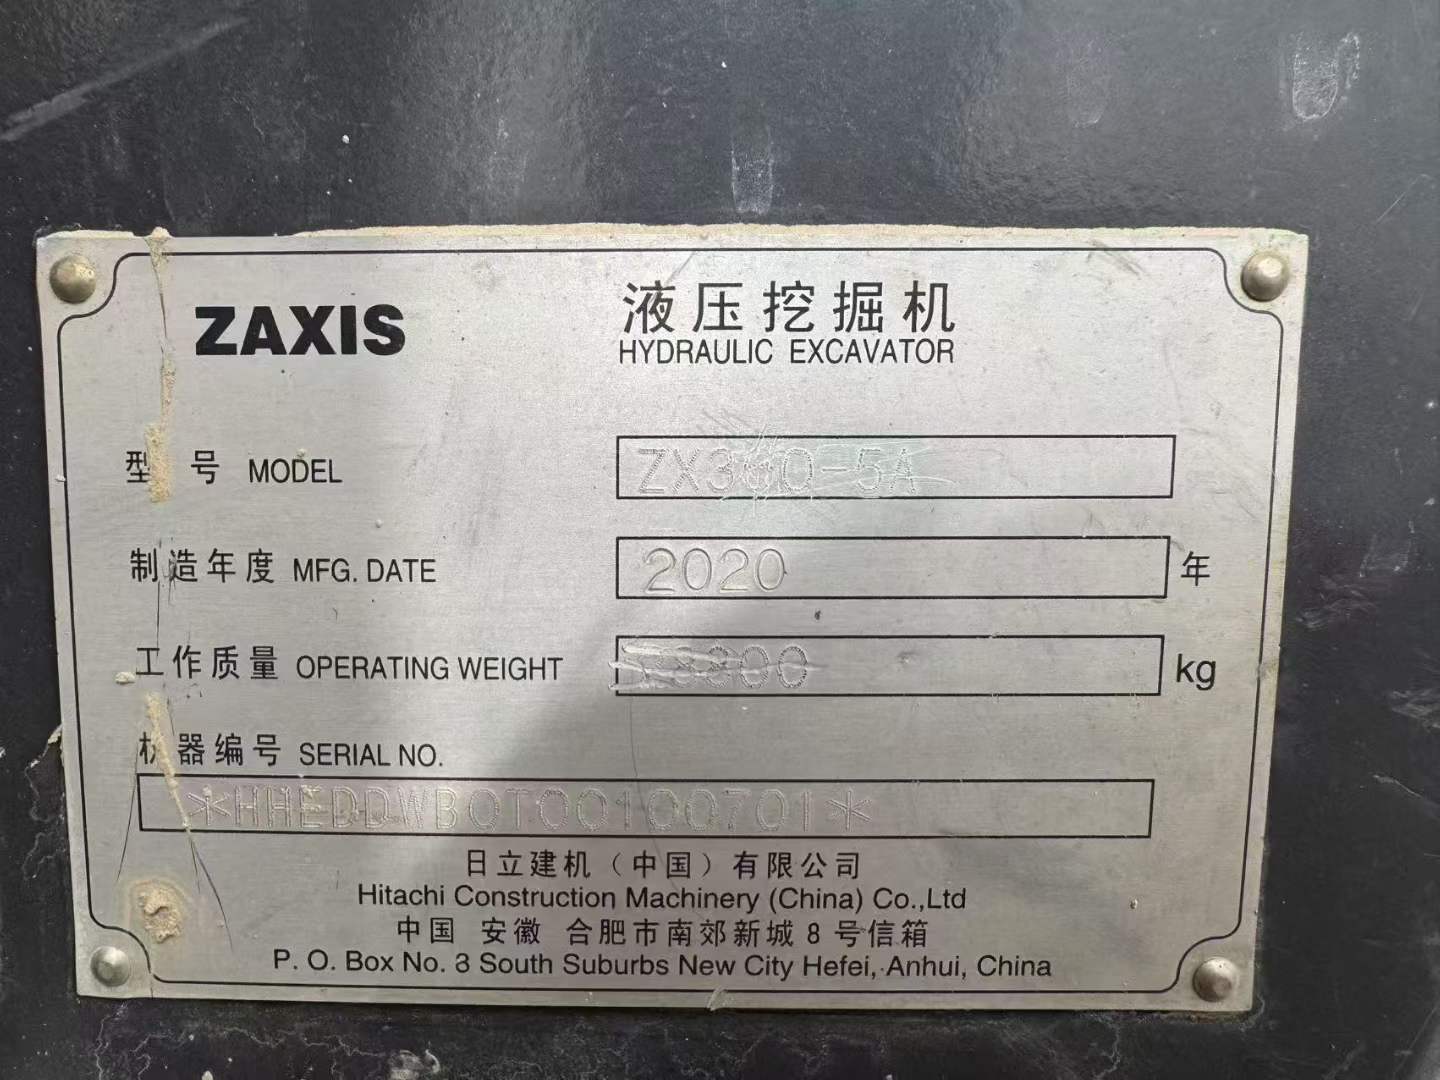 ZAXIS
液压挖掘机
HYDRAULIC EXCAVATOR
型 号 MODEL
制造年度 MFG. DATE 2020 年
工作质量 OPERATING WEIGHT kg
机器编号 SERIAL NO.
*HHEDDWB0T00100701*
日立建机（中国）有限公司
Hitachi Construction Machinery (China) Co.,Ltd
中国 安徽 合肥市南郊新城 8 号信箱
P. O. Box No. 8 South Suburbs New City Hefei, Anhui, China